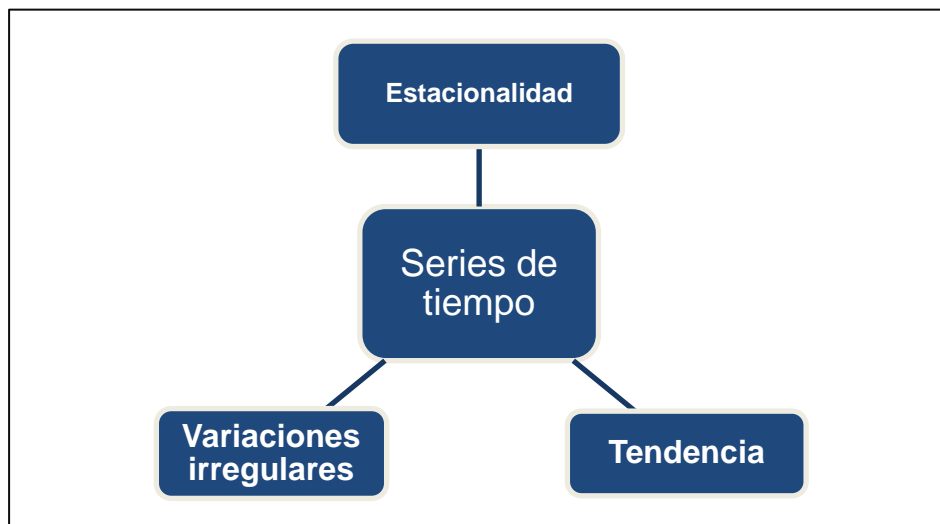 Estacionalidad
Series de
tiempo
Variaciones
irregulares
Tendencia